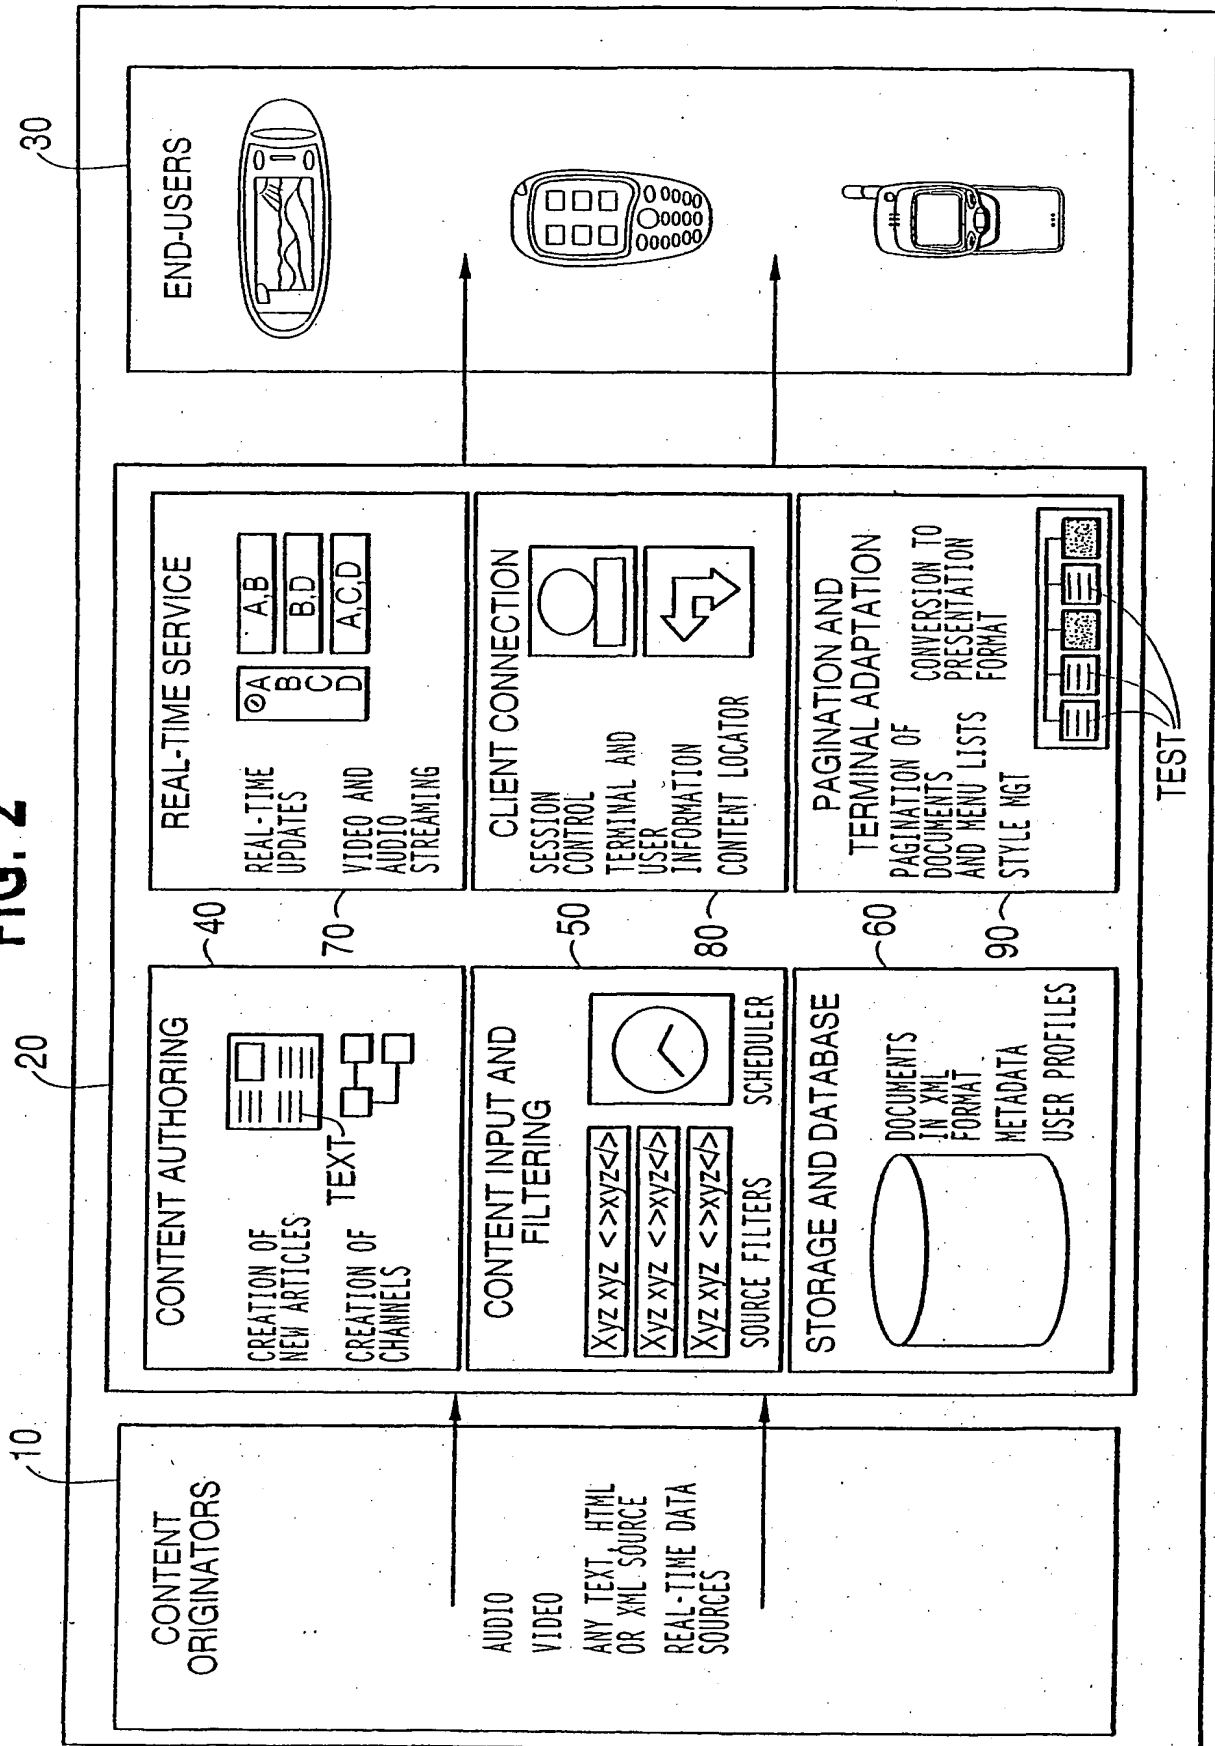 FIG. 2
10
CONTENT
ORIGINATORS
AUDIO
VIDEO
ANY TEXT, HTML
OR XML SOURCE
REAL-TIME DATA
SOURCES
20
CONTENT AUTHORING
40
CREATION OF
NEW ARTICLES
TEXT
CREATION OF
CHANNELS
CONTENT INPUT AND
FILTERING
50
Xyz xyz < >xyz</>
Xyz xyz < >xyz</>
Xyz xyz < >xyz</>
SOURCE FILTERS
SCHEDULER
STORAGE AND DATABASE
60
DOCUMENTS
IN XML
FORMAT
METADATA
USER PROFILES
REAL-TIME SERVICE
70
REAL-TIME
UPDATES
VIDEO AND
AUDIO
STREAMING
A
B
C
D
A,B
B,D
A,C,D
CLIENT CONNECTION
80
SESSION
CONTROL
TERMINAL AND
USER
INFORMATION
CONTENT LOCATOR
PAGINATION AND
TERMINAL ADAPTATION
90
PAGINATION OF
DOCUMENTS
AND MENU LISTS
STYLE MGT
CONVERSION TO
PRESENTATION
FORMAT
TEST
30
END-USERS